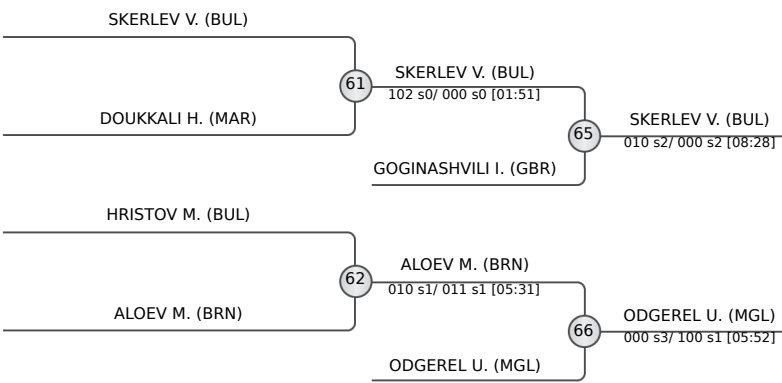 SKERLEV V. (BUL)
61
SKERLEV V. (BUL)
102 s0/ 000 s0 [01:51]
DOUKKALI H. (MAR)
65
SKERLEV V. (BUL)
010 s2/ 000 s2 [08:28]
GOGINASHVILI I. (GBR)
HRISTOV M. (BUL)
62
ALOEV M. (BRN)
010 s1/ 011 s1 [05:31]
ALOEV M. (BRN)
66
ODGEREL U. (MGL)
000 s3/ 100 s1 [05:52]
ODGEREL U. (MGL)